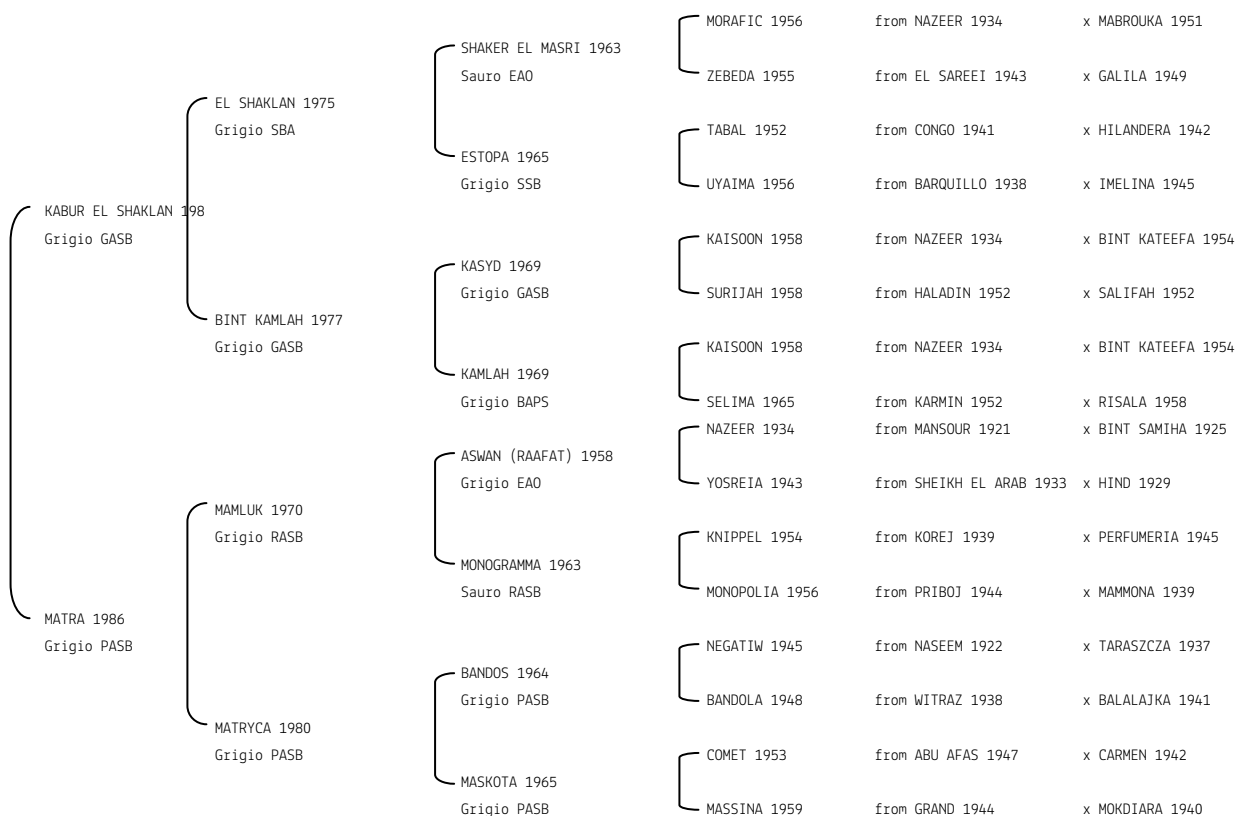 MORAFIC 1956 from NAZEER 1934 x MABROUKA 1951
SHAKER EL MASRI 1963
Sauro EAO
ZEBEDA 1955 from EL SAREEI 1943 x GALILA 1949
EL SHAKLAN 1975
Grigio SBA
TABAL 1952 from CONGO 1941 x HILANDERA 1942
ESTOPA 1965
Grigio SSB
UYAIMA 1956 from BARQUILLO 1938 x IMELINA 1945
KABUR EL SHAKLAN 198
Grigio GASB
KAISOON 1958 from NAZEER 1934 x BINT KATEEFA 1954
KASYD 1969
Grigio GASB
SURIJAH 1958 from HALADIN 1952 x SALIFAH 1952
BINT KAMLAH 1977
Grigio GASB
KAISOON 1958 from NAZEER 1934 x BINT KATEEFA 1954
KAMLAH 1969
Grigio BAPS
SELIMA 1965 from KARMIN 1952 x RISALA 1958
NAZEER 1934 from MANSOUR 1921 x BINT SAMIHA 1925
ASWAN (RAAFAT) 1958
Grigio EAO
YOSREIA 1943 from SHEIKH EL ARAB 1933 x HIND 1929
MAMLUK 1970
Grigio RASB
KNIPPEL 1954 from KOREJ 1939 x PERFUMERIA 1945
MONOGRAMMA 1963
Sauro RASB
MONOPOLIA 1956 from PRIBOJ 1944 x MAMMONA 1939
MATRA 1986
Grigio PASB
NEGATIW 1945 from NASEEM 1922 x TARASZCZA 1937
BANDOS 1964
Grigio PASB
BANDOLA 1948 from WITRAZ 1938 x BALALAJKA 1941
MATRYCA 1980
Grigio PASB
COMET 1953 from ABU AFAS 1947 x CARMEN 1942
MASKOTA 1965
Grigio PASB
MASSINA 1959 from GRAND 1944 x MOKDIARA 1940